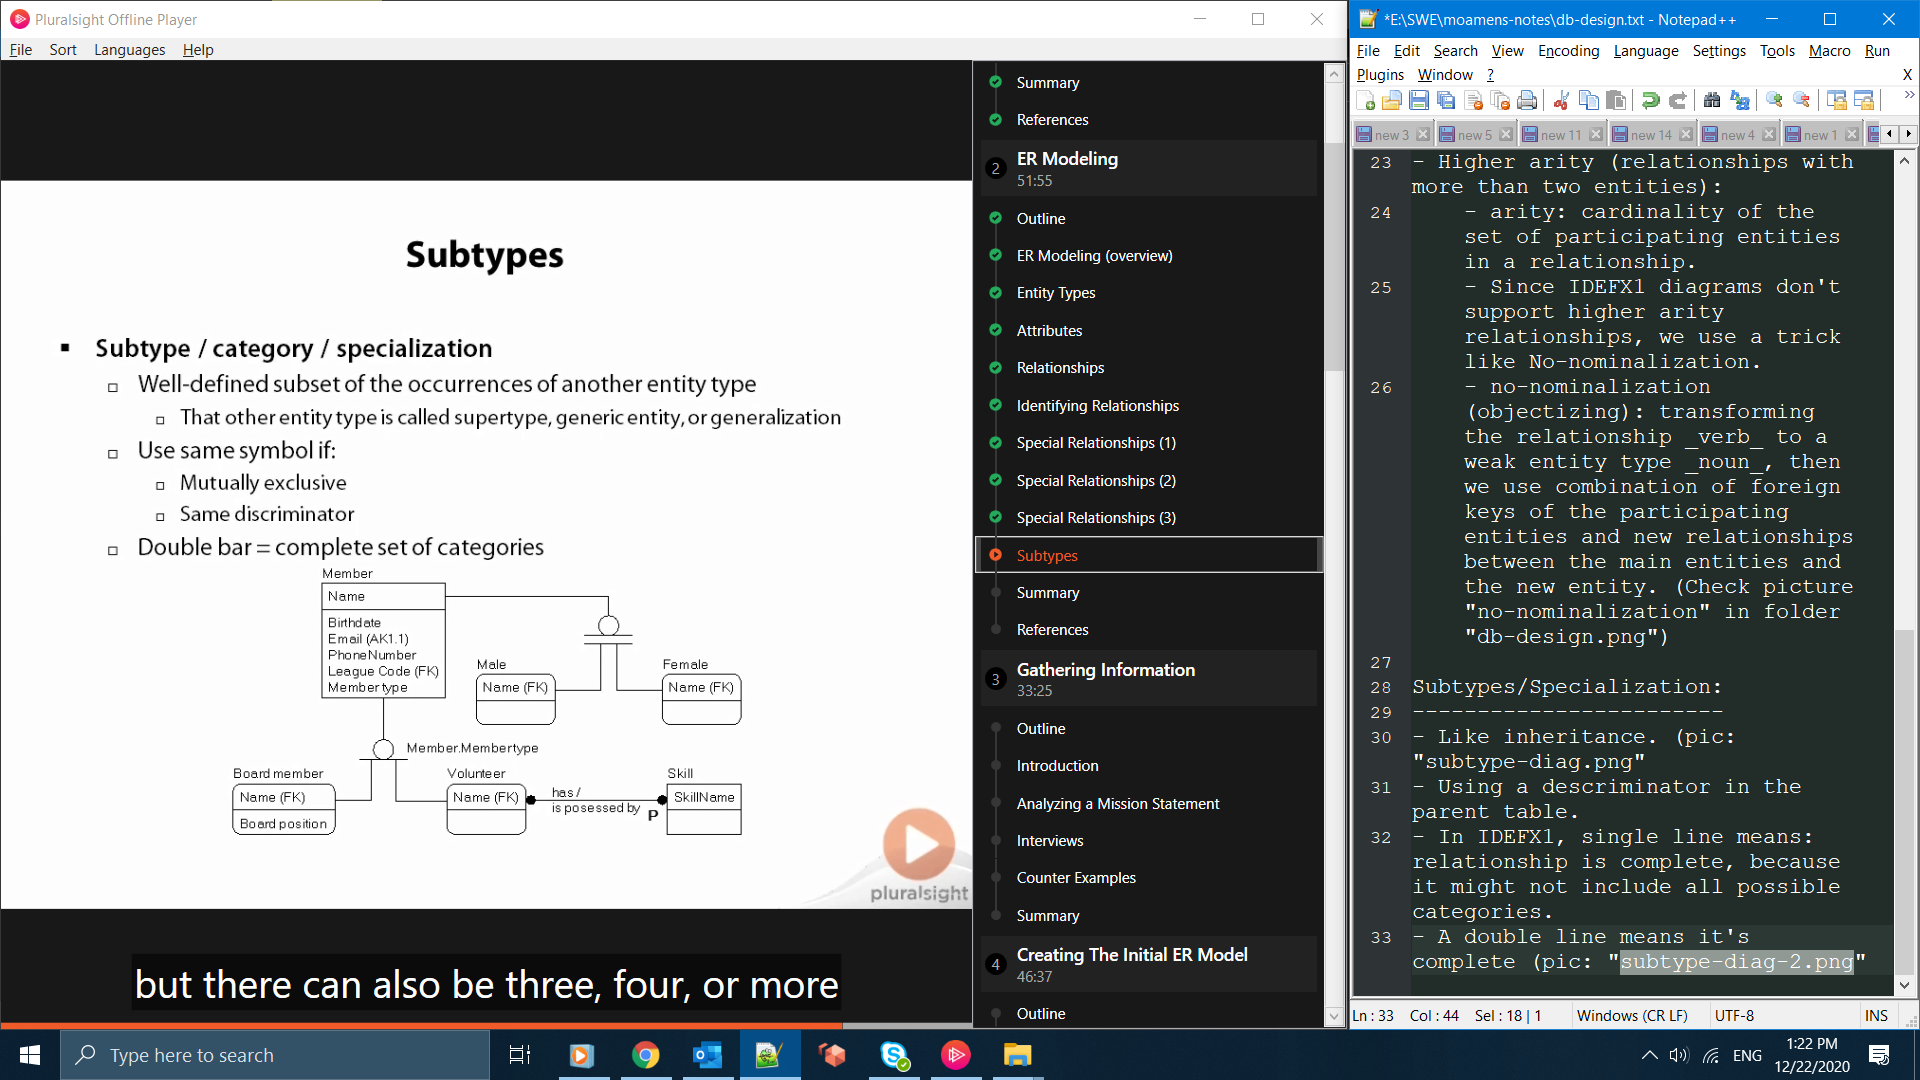 Pluralsight Offline Player
File Sort Languages Help
Subtypes
Subtype / category / specialization
Well-defined subset of the occurrences of another entity type
That other entity type is called supertype, generic entity, or generalization
Use same symbol if:
Mutually exclusive
Same discriminator
Double bar = complete set of categories
Member
Name
Birthdate
Email (AK1.1)
PhoneNumber
League Code (FK)
Membertype
Male
Name (FK)
Female
Name (FK)
Member.Membertype
Board member
Name (FK)
Board position
Volunteer
Name (FK)
has /
is posessed by
P
Skill
SkillName
pluralsight
but there can also be three, four, or more
Summary
References
2
ER Modeling
51:55
Outline
ER Modeling (overview)
Entity Types
Attributes
Relationships
Identifying Relationships
Special Relationships (1)
Special Relationships (2)
Special Relationships (3)
Subtypes
Summary
References
3
Gathering Information
33:25
Outline
Introduction
Analyzing a Mission Statement
Interviews
Counter Examples
Summary
4
Creating The Initial ER Model
46:37
Outline
*E:\SWE\moamens-notes\db-design.txt - Notepad++
File Edit Search View Encoding Language Settings Tools Macro Run
Plugins Window ? X
new 3 new 5 new 11 new 14 new 4 new 1
23 - Higher arity (relationships with
more than two entities):
24 - arity: cardinality of the
set of participating entities
in a relationship.
25 - Since IDEFX1 diagrams don't
support higher arity
relationships, we use a trick
like No-nominalization.
26 - no-nominalization
(objectizing): transforming
the relationship _verb_ to a
weak entity type _noun_, then
we use combination of foreign
keys of the participating
entities and new relationships
between the main entities and
the new entity. (Check picture
"no-nominalization" in folder
"db-design.png")
27
28 Subtypes/Specialization:
29 ------------------------
30 - Like inheritance. (pic:
"subtype-diag.png"
31 - Using a descriminator in the
parent table.
32 - In IDEFX1, single line means:
relationship is complete, because
it might not include all possible
categories.
33 - A double line means it's
complete (pic: "subtype-diag-2.png"
Ln : 33 Col : 44 Sel : 18 | 1 Windows (CR LF) UTF-8 INS
Type here to search
ENG
1:22 PM
12/22/2020